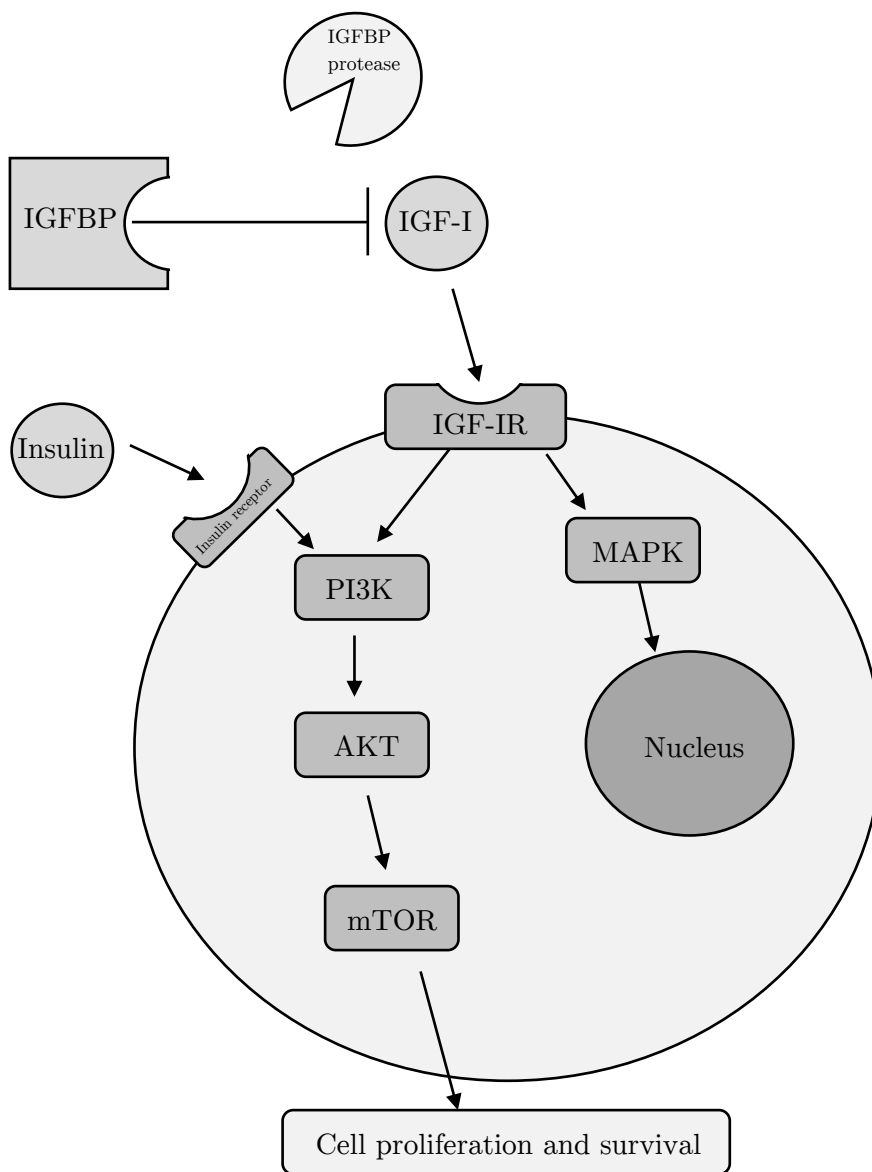 IGFBP
protease
IGFBP
IGF-I
IGF-IR
Insulin
Insulin receptor
MAPK
PI3K
AKT
Nucleus
mTOR
Cell proliferation and survival